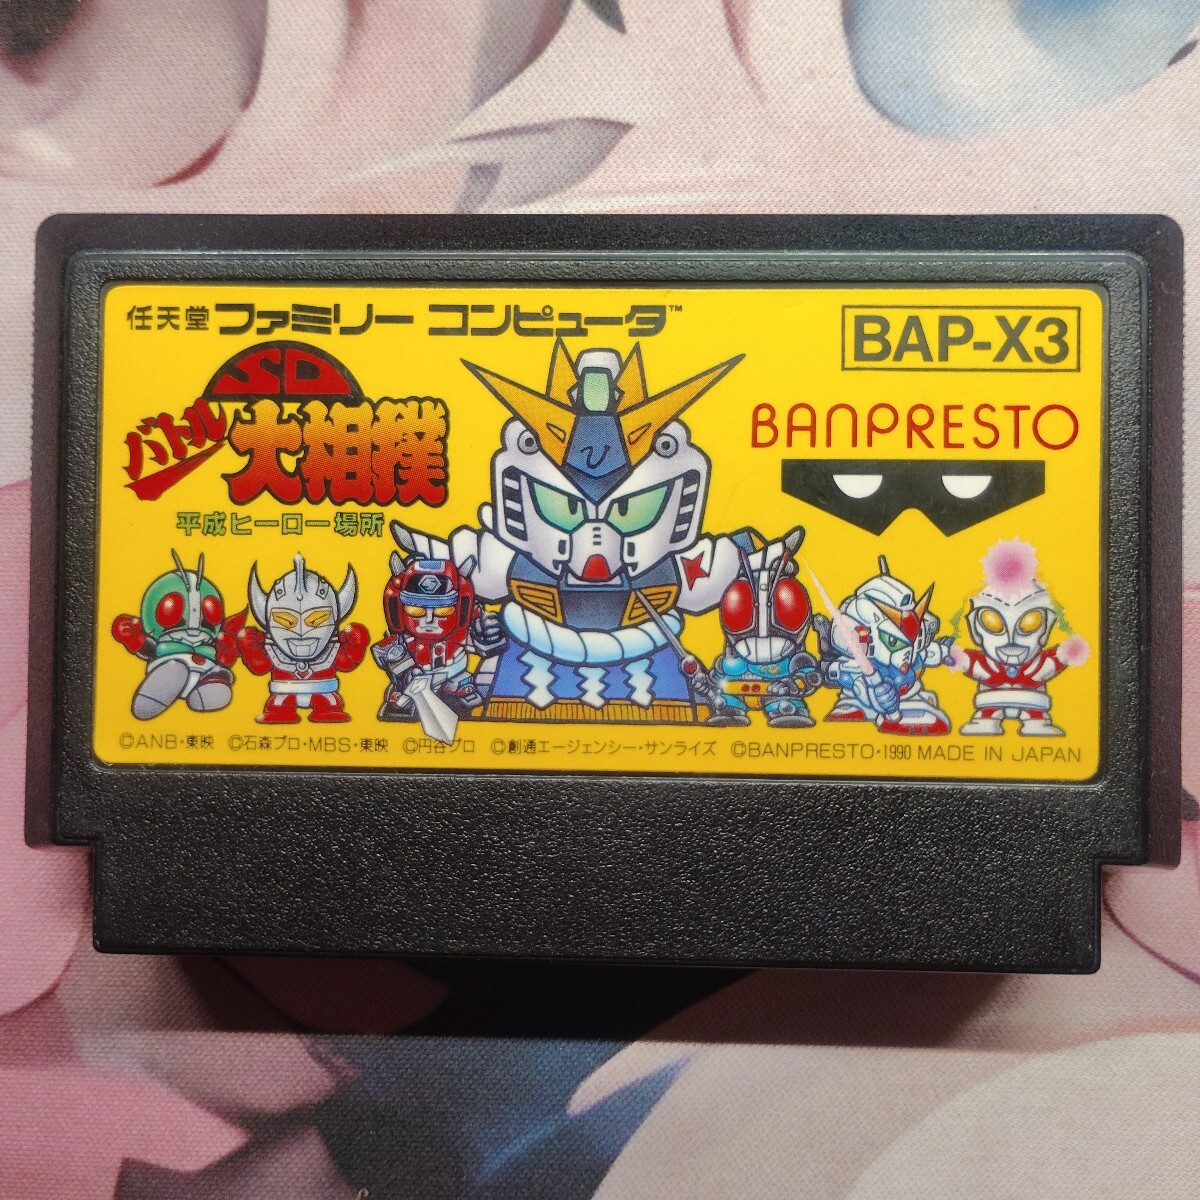 任天堂 ファミリー コンピュータ™
BAP-X3
SD
バトル
大相撲
平成ヒーロー場所
BANPRESTO
©ANB・東映 ©石森プロ・MBS・東映 ©円谷プロ ©創通エージェンシー・サンライズ ©BANPRESTO・1990 MADE IN JAPAN